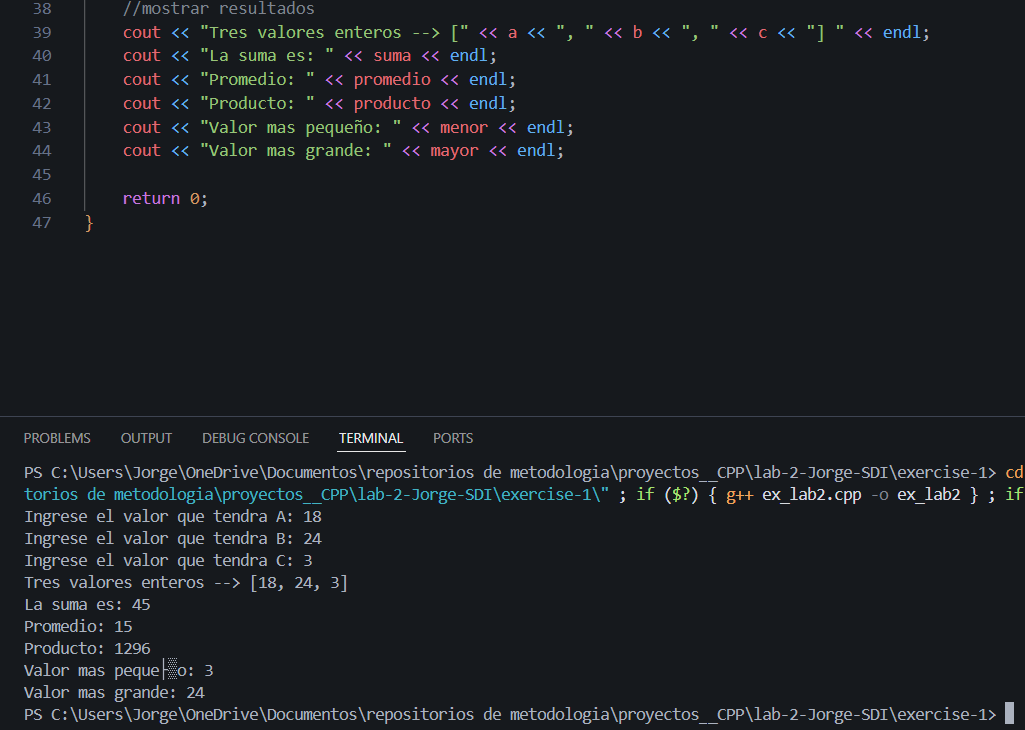 38 //mostrar resultados
39 cout << "Tres valores enteros --> [" << a << ", " << b << ", " << c << "] " << endl;
40 cout << "La suma es: " << suma << endl;
41 cout << "Promedio: " << promedio << endl;
42 cout << "Producto: " << producto << endl;
43 cout << "Valor mas pequeño: " << menor << endl;
44 cout << "Valor mas grande: " << mayor << endl;
45
46 return 0;
47 }
PROBLEMS OUTPUT DEBUG CONSOLE TERMINAL PORTS
PS C:\Users\Jorge\OneDrive\Documentos\repositorios de metodologia\proyectos__CPP\lab-2-Jorge-SDI\exercise-1> cd
torios de metodologia\proyectos__CPP\lab-2-Jorge-SDI\exercise-1\" ; if ($?) { g++ ex_lab2.cpp -o ex_lab2 } ; if
Ingrese el valor que tendra A: 18
Ingrese el valor que tendra B: 24
Ingrese el valor que tendra C: 3
Tres valores enteros --> [18, 24, 3]
La suma es: 45
Promedio: 15
Producto: 1296
Valor mas peque├▒o: 3
Valor mas grande: 24
PS C:\Users\Jorge\OneDrive\Documentos\repositorios de metodologia\proyectos__CPP\lab-2-Jorge-SDI\exercise-1>